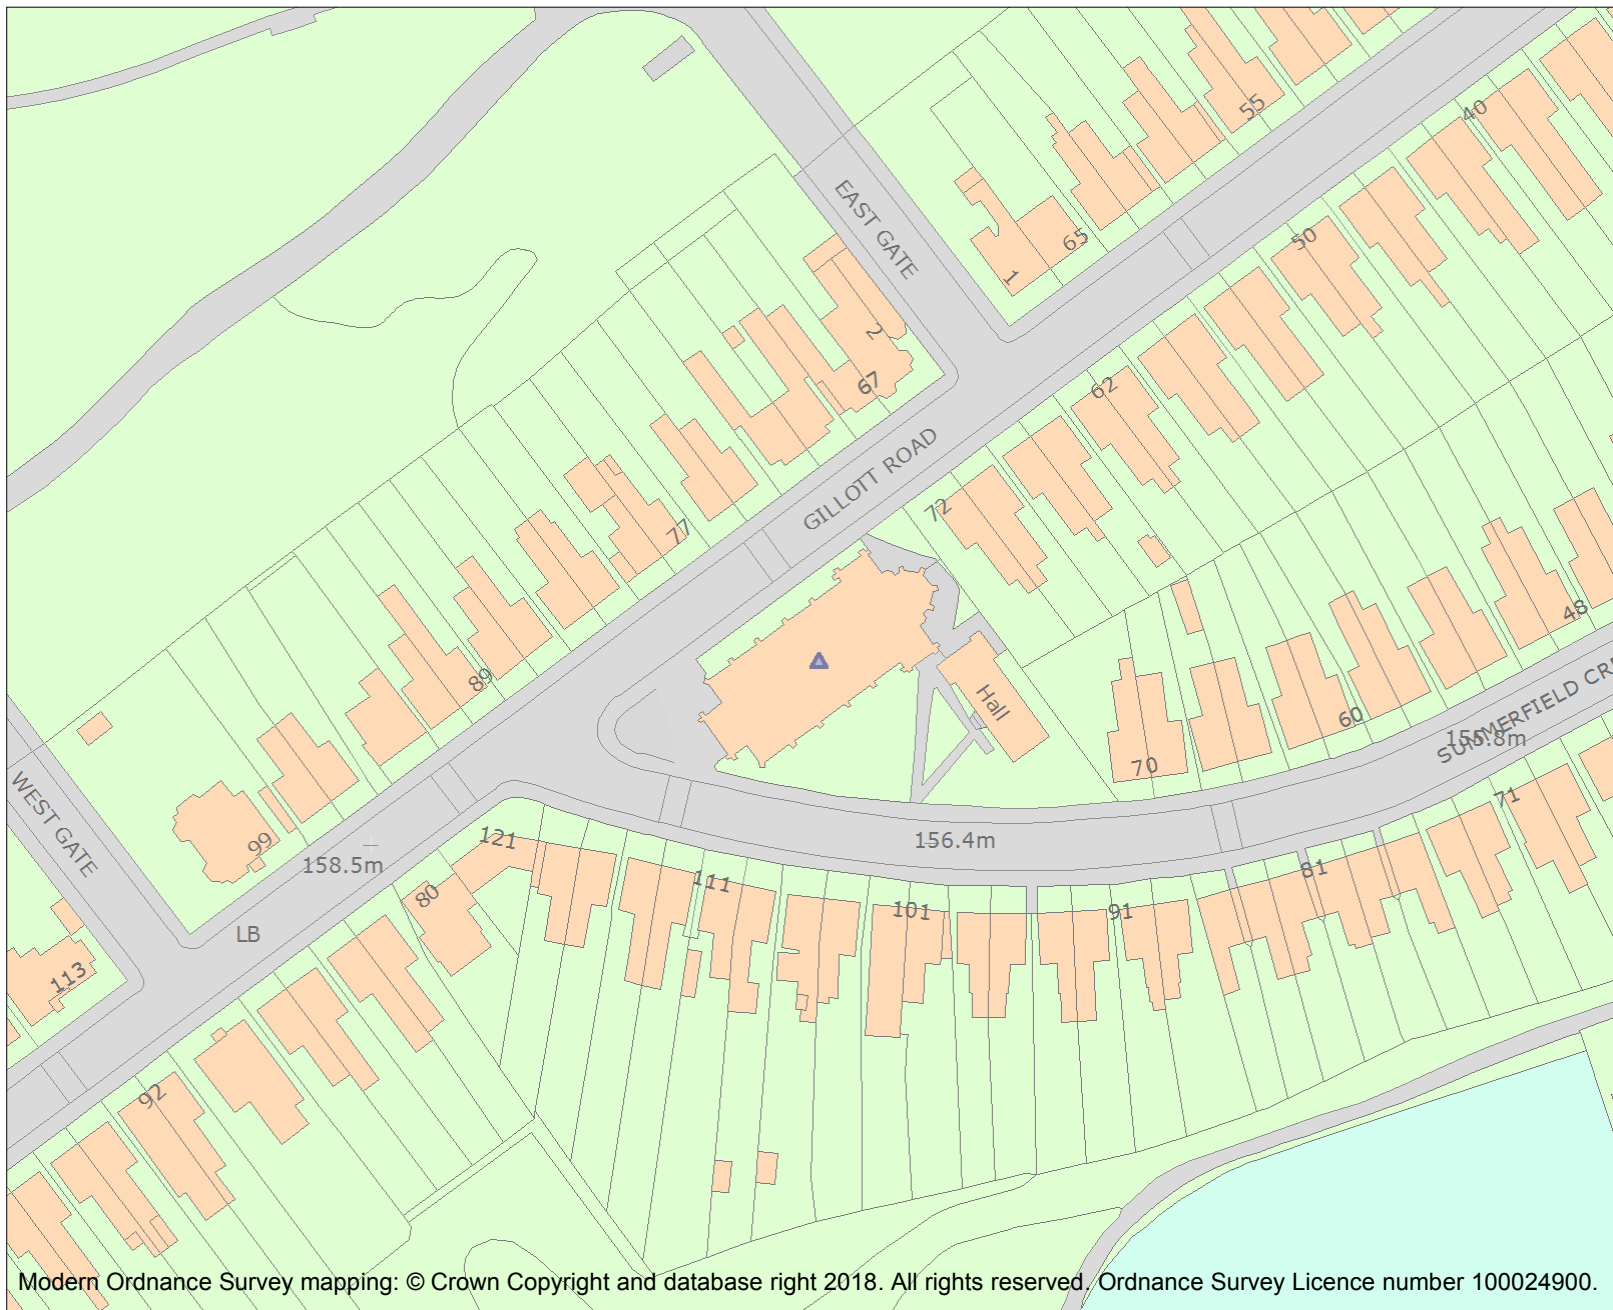 55
40
EAST GATE
65
1
50
2
67
62
GILLOTT ROAD
72
77
48
89
Hall
60
SUMMERFIELD CRE
70
WEST GATE
71
99
121
156.4m
158.5m
111
81
80
101
91
LB
113
92
Modern Ordnance Survey mapping: © Crown Copyright and database right 2018. All rights reserved. Ordnance Survey Licence number 100024900.